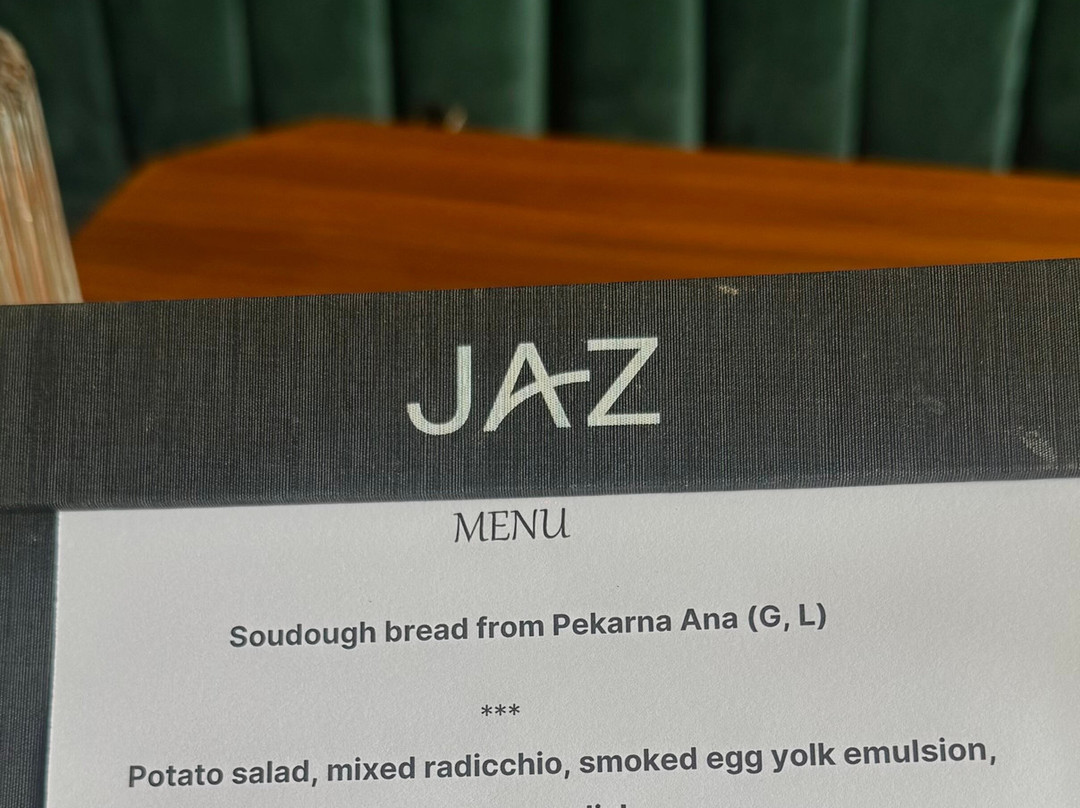 JAZ
MENU
Soudough bread from Pekarna Ana (G, L)
***
Potato salad, mixed radicchio, smoked egg yolk emulsion,